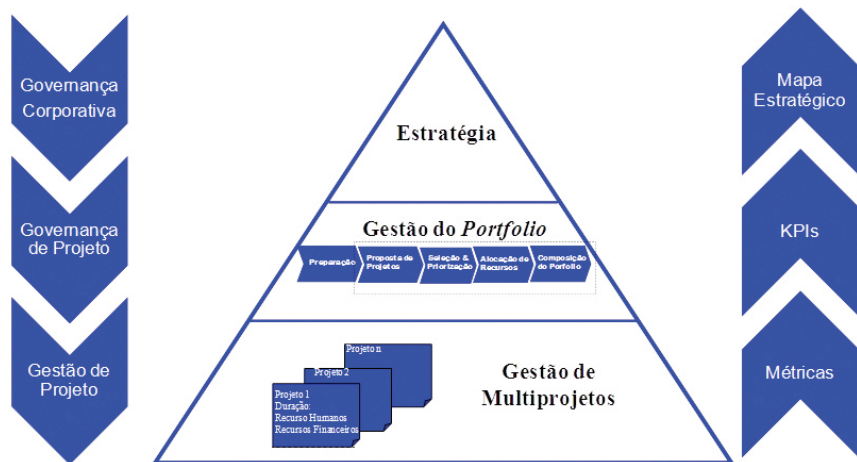 Governança
Corporativa
Governança
de Projeto
Gestão de
Projeto
Estratégia
Gestão do Portfolio
Preparação
Proposta de
Projetos
Seleção &
Priorização
Alocação de
Recursos
Composição
do Porfolio
Projeto n
Projeto 2
Projeto 1
Duração:
Recurso Humanos
Recursos Financeiros
Gestão de
Multiprojetos
Mapa
Estratégico
KPIs
Métricas